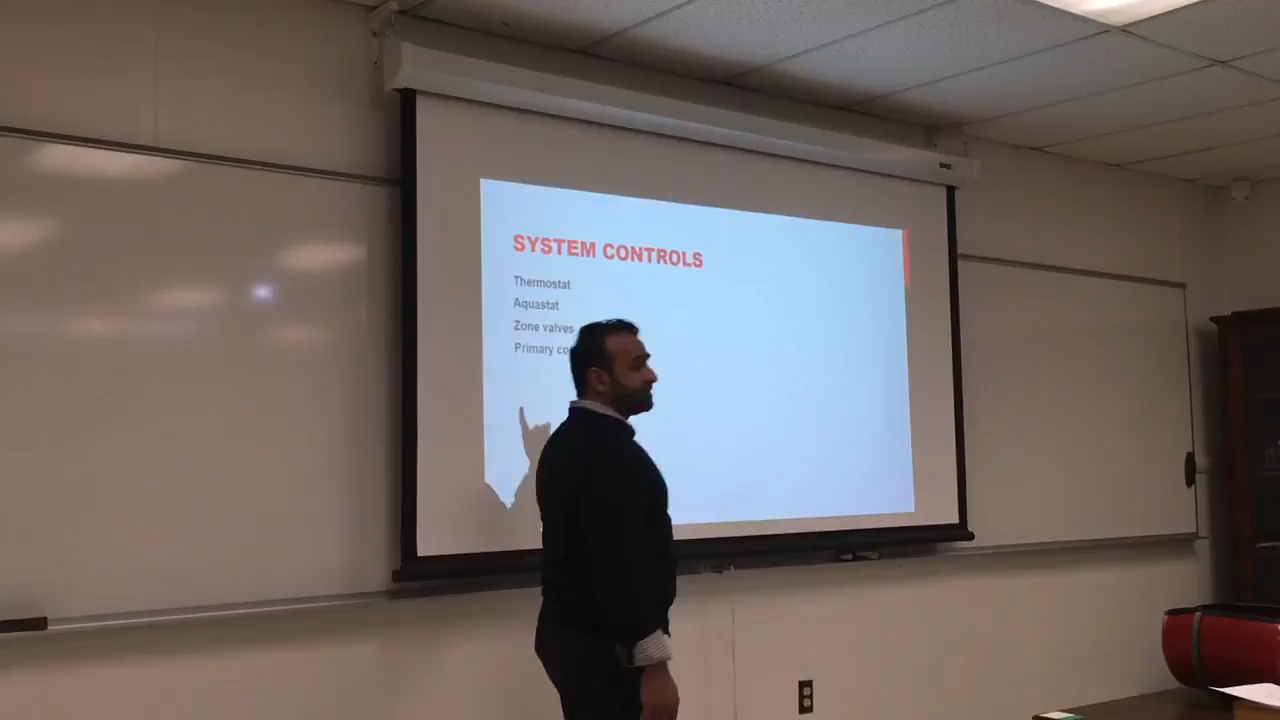 SYSTEM CONTROLS
Thermostat
Aquastat
Zone valves
Primary